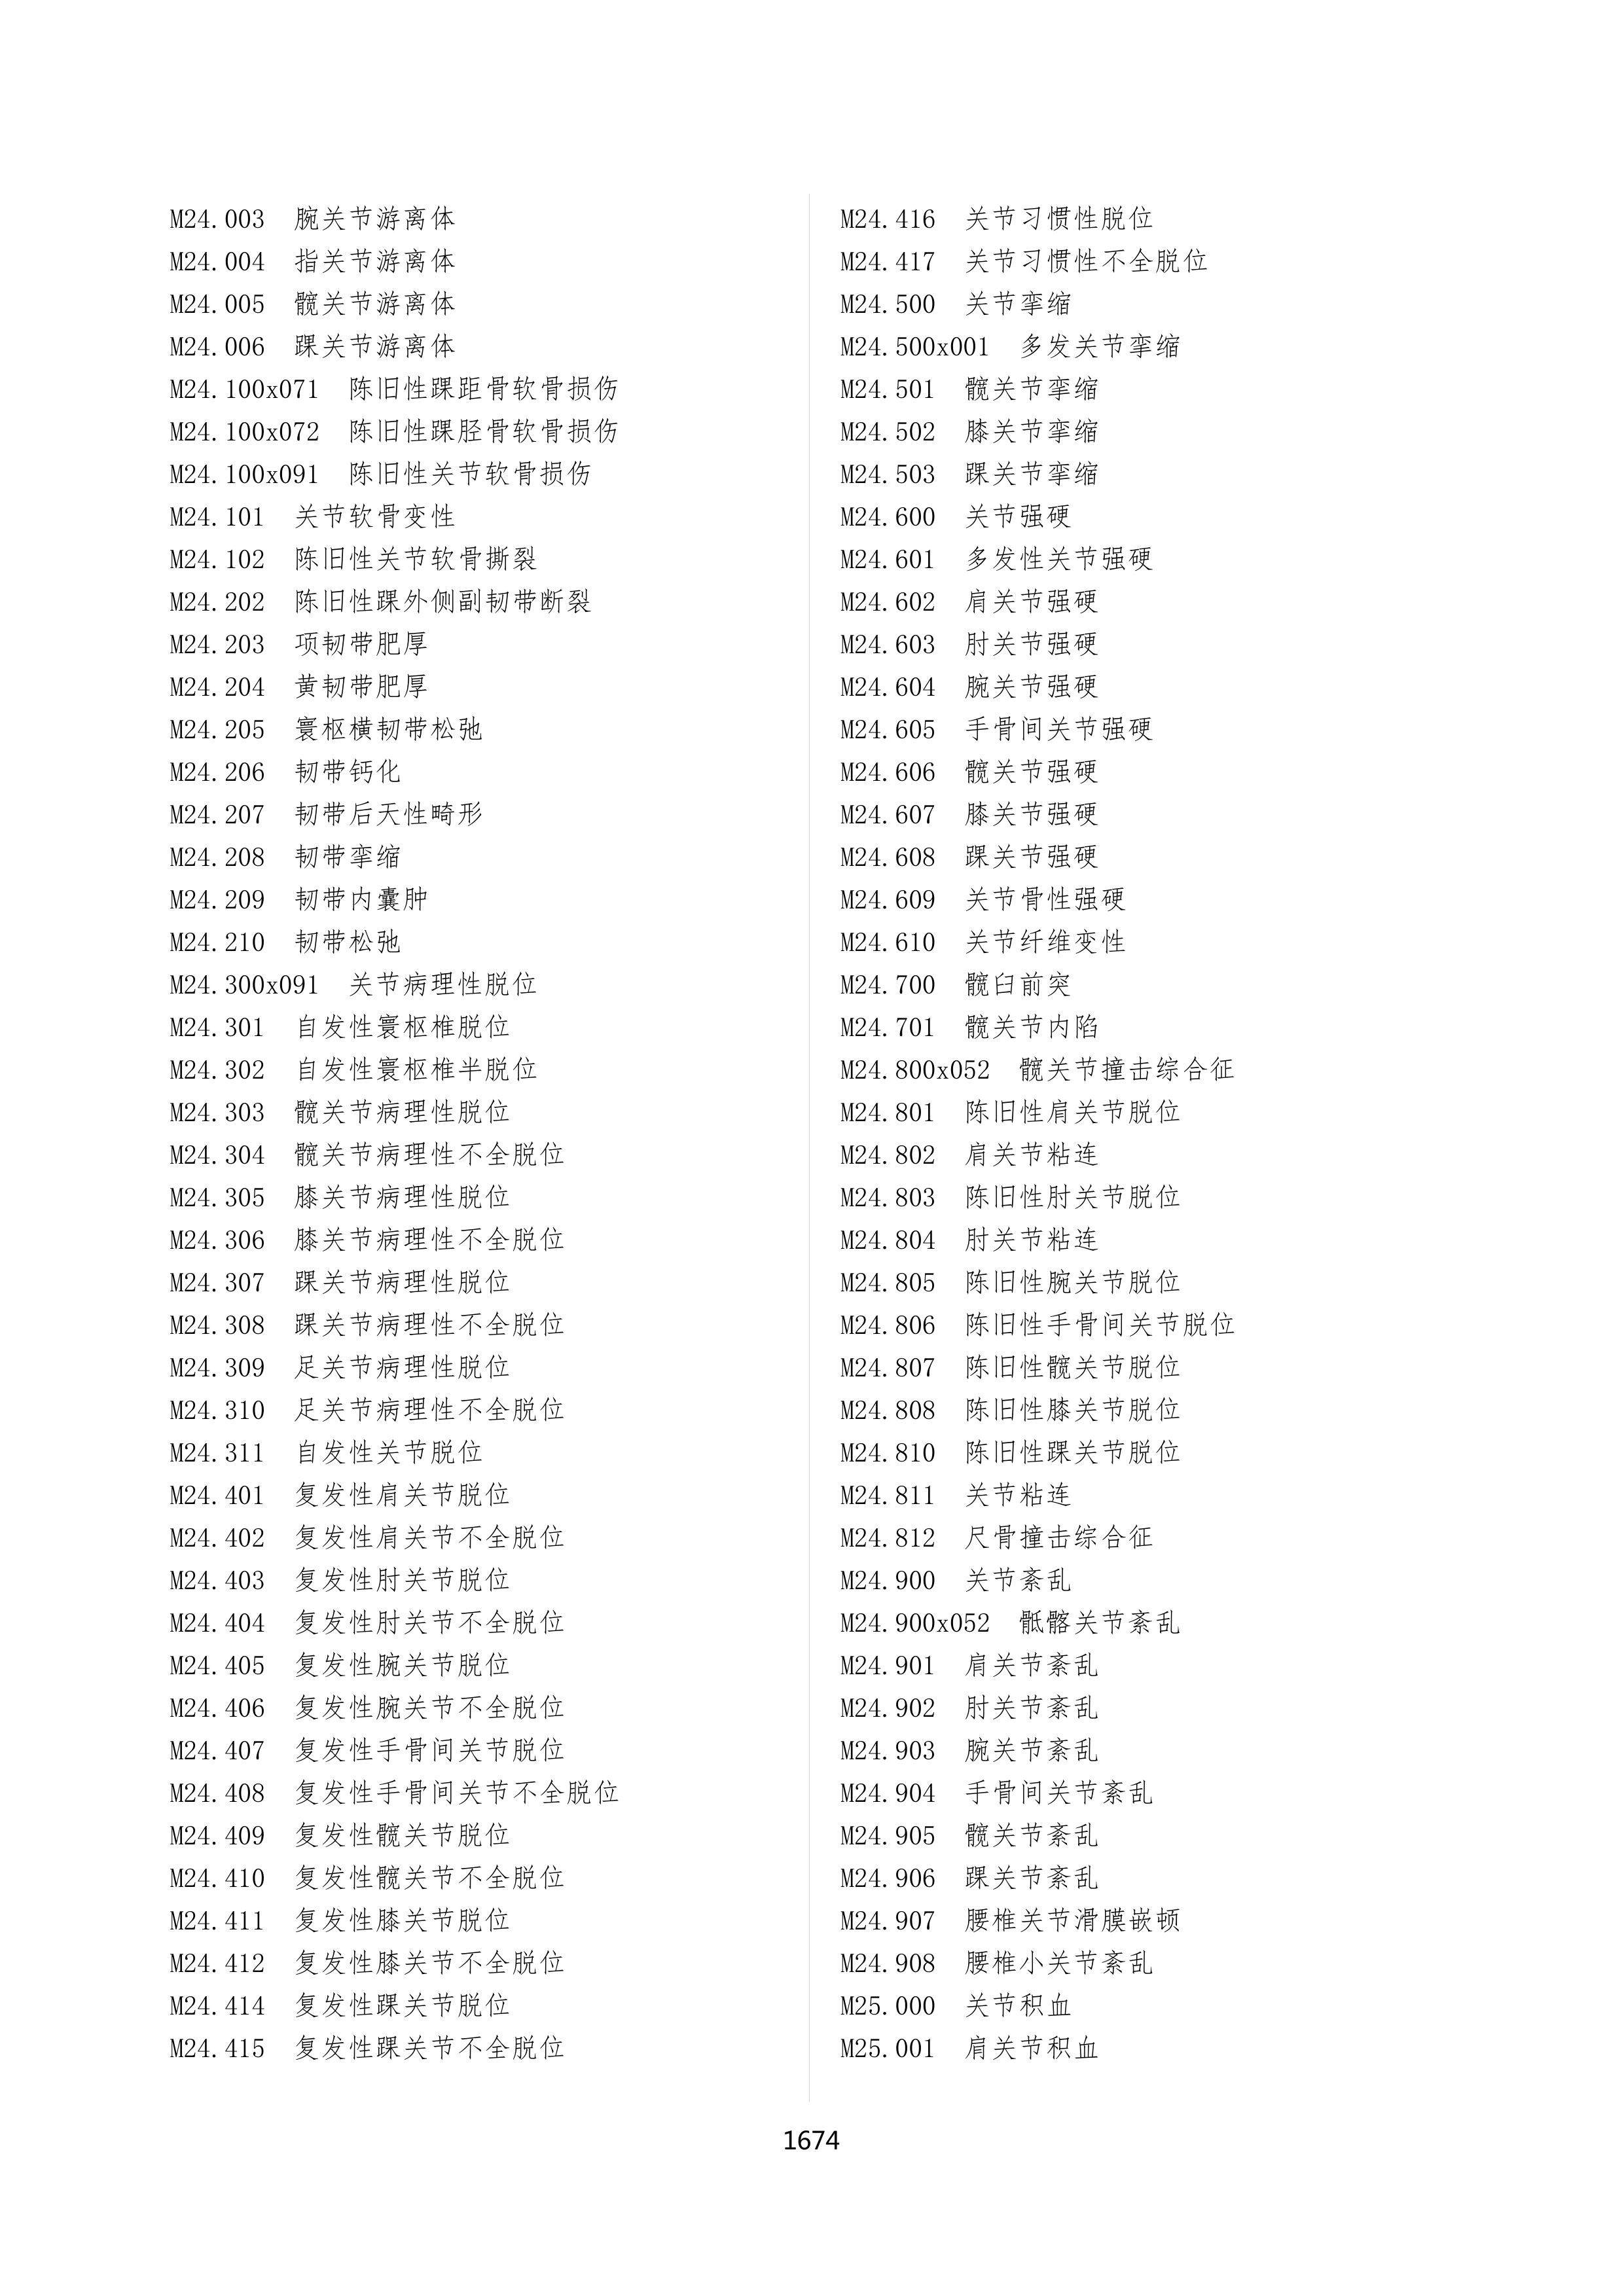 M24.003 腕关节游离体
M24.004 指关节游离体
M24.005 髋关节游离体
M24.006 踝关节游离体
M24.100x071 陈旧性踝距骨软骨损伤
M24.100x072 陈旧性踝胫骨软骨损伤
M24.100x091 陈旧性关节软骨损伤
M24.101 关节软骨变性
M24.102 陈旧性关节软骨撕裂
M24.202 陈旧性踝外侧副韧带断裂
M24.203 项韧带肥厚
M24.204 黄韧带肥厚
M24.205 寰枢横韧带松弛
M24.206 韧带钙化
M24.207 韧带后天性畸形
M24.208 韧带挛缩
M24.209 韧带内囊肿
M24.210 韧带松弛
M24.300x091 关节病理性脱位
M24.301 自发性寰枢椎脱位
M24.302 自发性寰枢椎半脱位
M24.303 髋关节病理性脱位
M24.304 髋关节病理性不全脱位
M24.305 膝关节病理性脱位
M24.306 膝关节病理性不全脱位
M24.307 踝关节病理性脱位
M24.308 踝关节病理性不全脱位
M24.309 足关节病理性脱位
M24.310 足关节病理性不全脱位
M24.311 自发性关节脱位
M24.401 复发性肩关节脱位
M24.402 复发性肩关节不全脱位
M24.403 复发性肘关节脱位
M24.404 复发性肘关节不全脱位
M24.405 复发性腕关节脱位
M24.406 复发性腕关节不全脱位
M24.407 复发性手骨间关节脱位
M24.408 复发性手骨间关节不全脱位
M24.409 复发性髋关节脱位
M24.410 复发性髋关节不全脱位
M24.411 复发性膝关节脱位
M24.412 复发性膝关节不全脱位
M24.414 复发性踝关节脱位
M24.415 复发性踝关节不全脱位
M24.416 关节习惯性脱位
M24.417 关节习惯性不全脱位
M24.500 关节挛缩
M24.500x001 多发关节挛缩
M24.501 髋关节挛缩
M24.502 膝关节挛缩
M24.503 踝关节挛缩
M24.600 关节强硬
M24.601 多发性关节强硬
M24.602 肩关节强硬
M24.603 肘关节强硬
M24.604 腕关节强硬
M24.605 手骨间关节强硬
M24.606 髋关节强硬
M24.607 膝关节强硬
M24.608 踝关节强硬
M24.609 关节骨性强硬
M24.610 关节纤维变性
M24.700 髋臼前突
M24.701 髋关节内陷
M24.800x052 髋关节撞击综合征
M24.801 陈旧性肩关节脱位
M24.802 肩关节粘连
M24.803 陈旧性肘关节脱位
M24.804 肘关节粘连
M24.805 陈旧性腕关节脱位
M24.806 陈旧性手骨间关节脱位
M24.807 陈旧性髋关节脱位
M24.808 陈旧性膝关节脱位
M24.810 陈旧性踝关节脱位
M24.811 关节粘连
M24.812 尺骨撞击综合征
M24.900 关节紊乱
M24.900x052 骶髂关节紊乱
M24.901 肩关节紊乱
M24.902 肘关节紊乱
M24.903 腕关节紊乱
M24.904 手骨间关节紊乱
M24.905 髋关节紊乱
M24.906 踝关节紊乱
M24.907 腰椎关节滑膜嵌顿
M24.908 腰椎小关节紊乱
M25.000 关节积血
M25.001 肩关节积血
1674